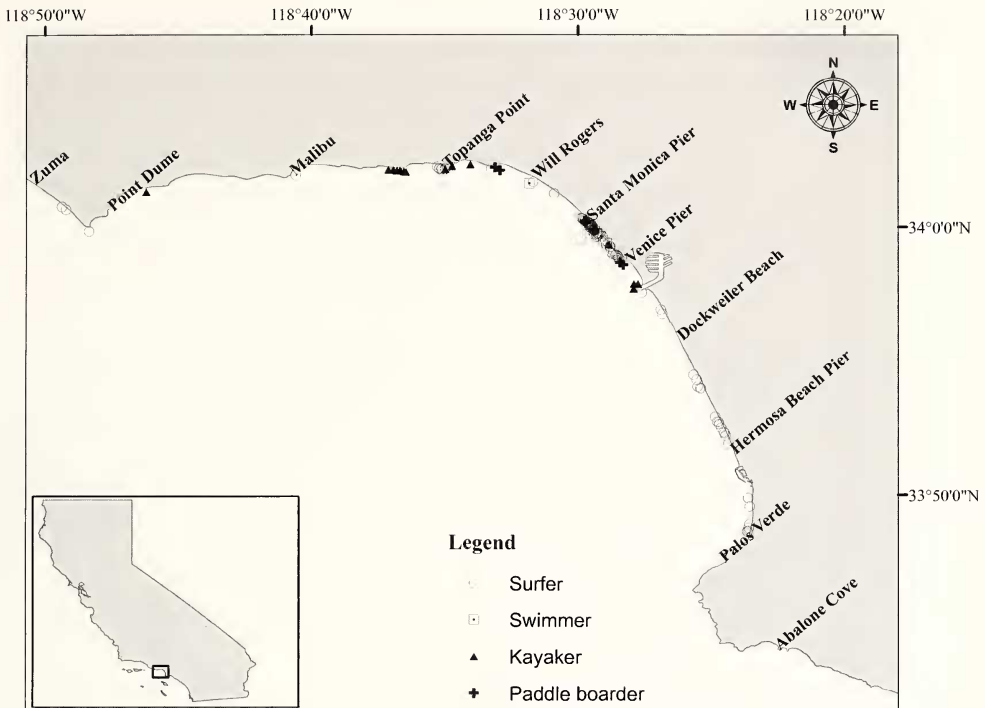 118°50'0"W 118°40'0"W 118°30'0"W 118°20'0"W
N
W E
S
Zuma
Point Dume
Malibu
Topanga Point
Will Rogers
Santa Monica Pier
Venice Pier
34°0'0"N
Dockweiler Beach
Hermosa Beach Pier
33°50'0"N
Palos Verde
Abalone Cove
Legend
Surfer
Swimmer
Kayaker
Paddle boarder